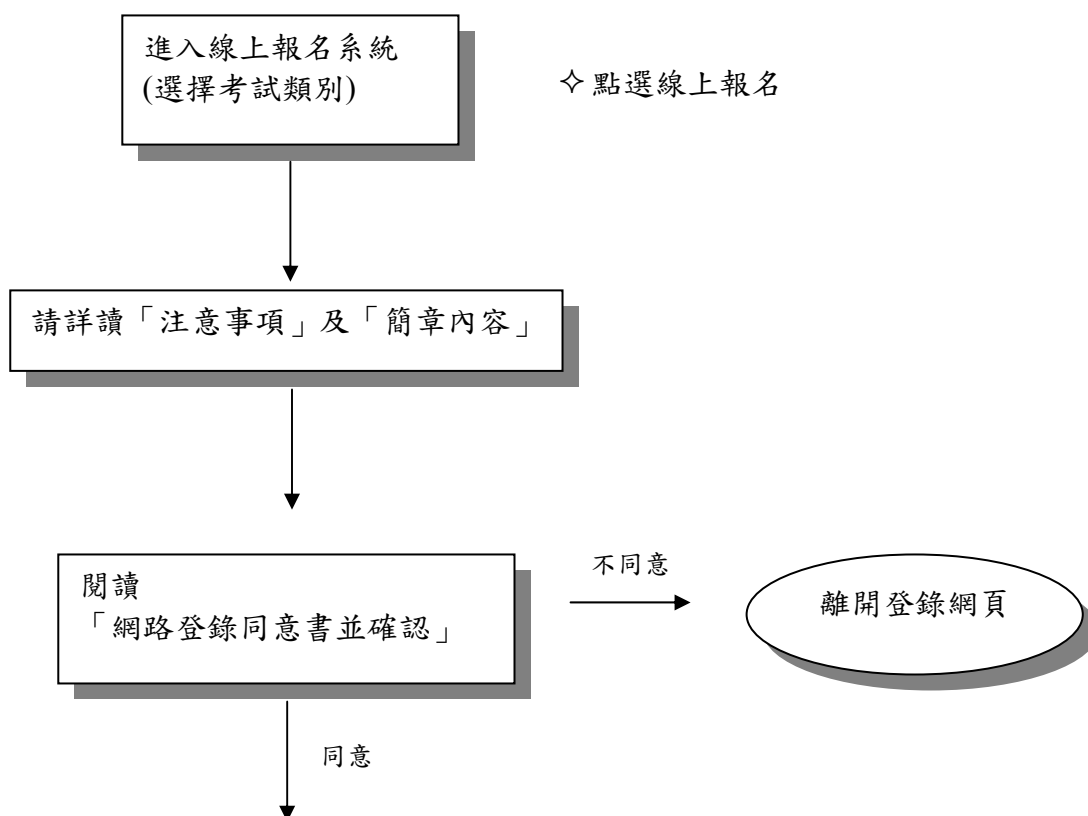 進入線上報名系統
(選擇考試類別)
✧點選線上報名
請詳讀「注意事項」及「簡章內容」
閱讀
「網路登錄同意書並確認」
不同意
離開登錄網頁
同意